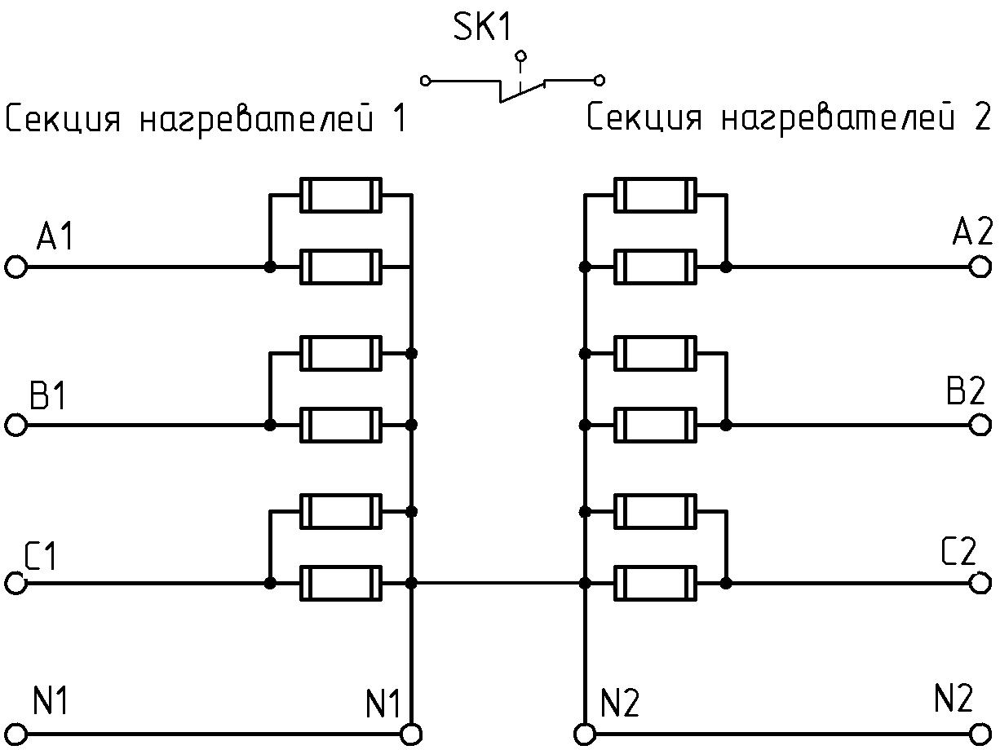 SK1
Секция нагревателей 1
Секция нагревателей 2
A1
A2
B1
B2
C1
C2
N1
N1
N2
N2